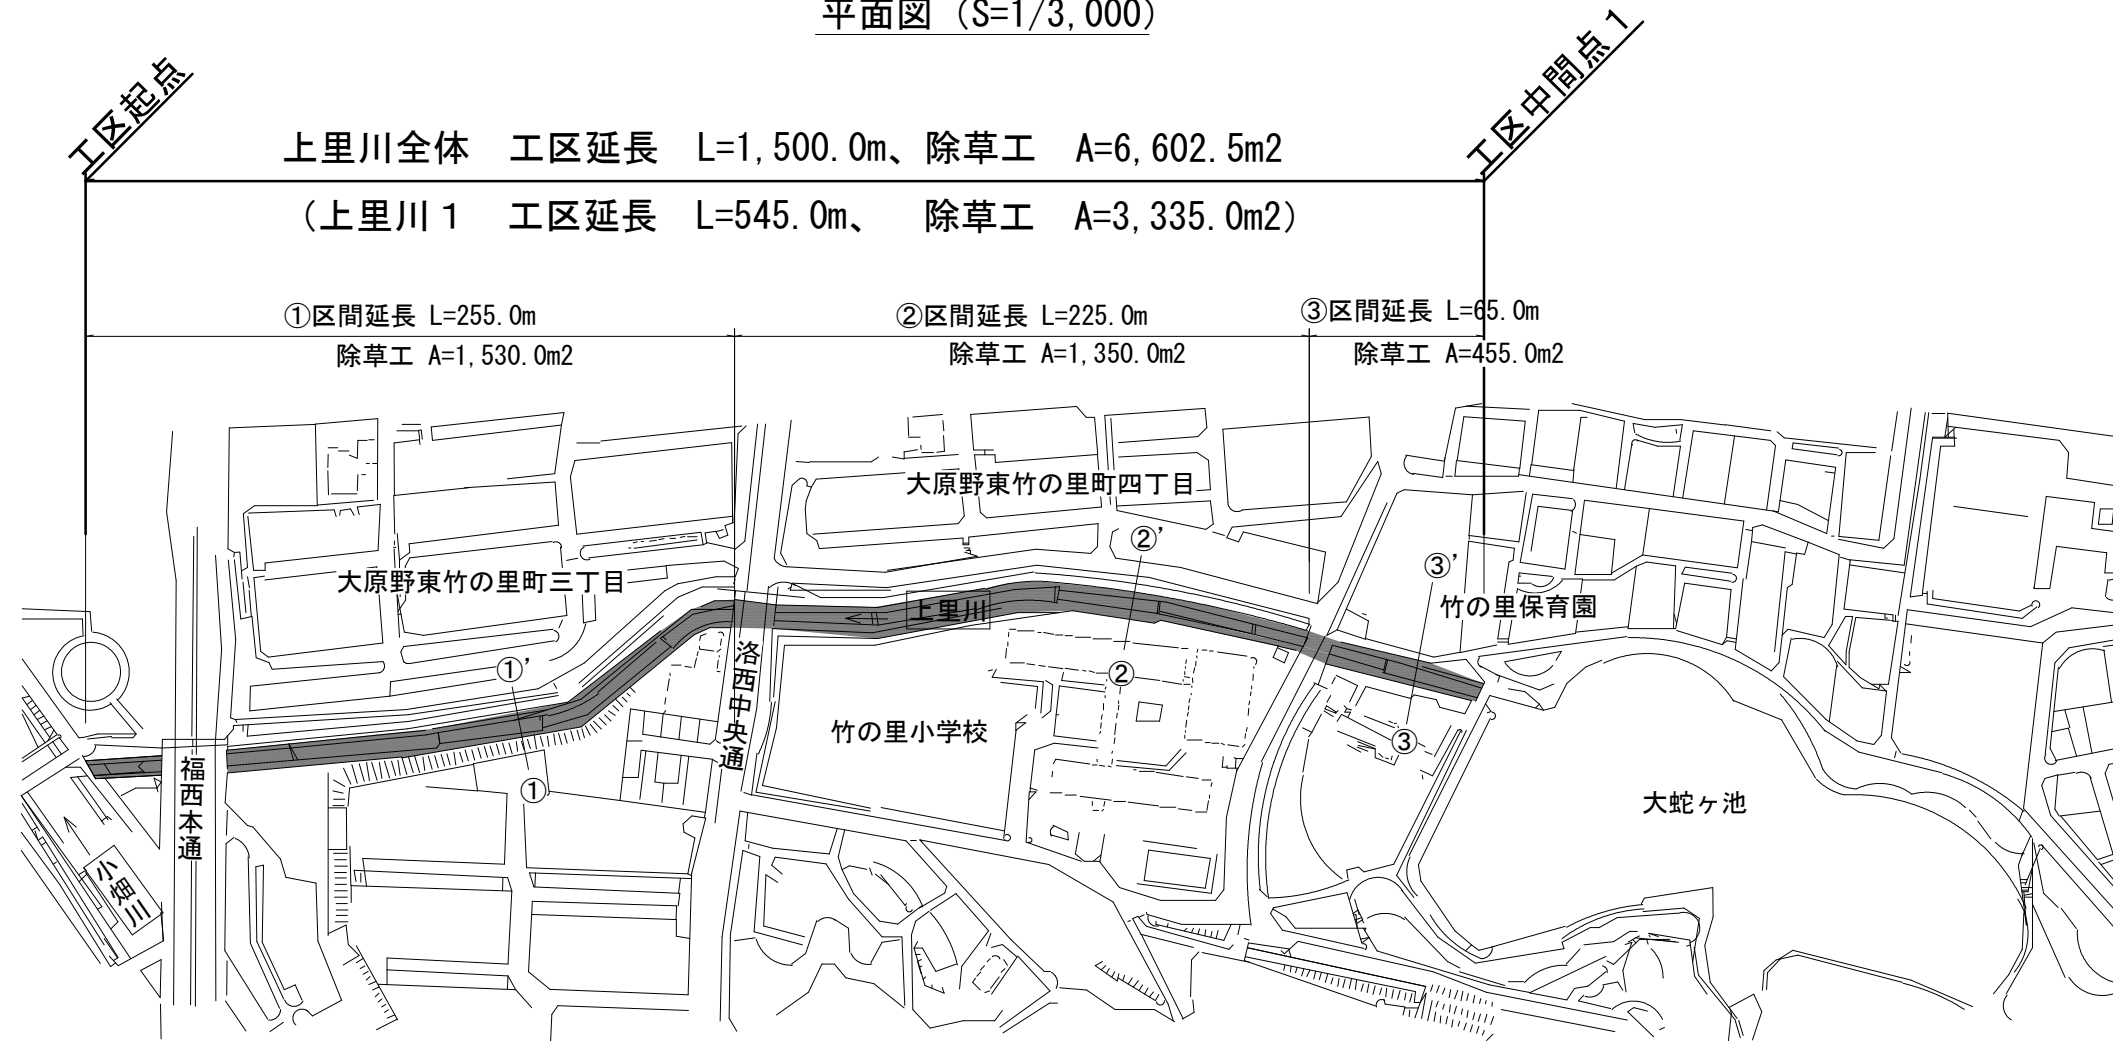 平面図（S=1/3,000）
工区起点
工区中間点１
上里川全体　工区延長　L=1,500.0m、除草工　A=6,602.5m2
（上里川１　工区延長　L=545.0m、　除草工　A=3,335.0m2）
①区間延長 L=255.0m
除草工 A=1,530.0m2
②区間延長 L=225.0m
除草工 A=1,350.0m2
③区間延長 L=65.0m
除草工 A=455.0m2
大原野東竹の里町四丁目
②’
③’
大原野東竹の里町三丁目
上里川
竹の里保育園
①’
②
洛西中央通
竹の里小学校
③
福西本通
①
大蛇ヶ池
小畑川